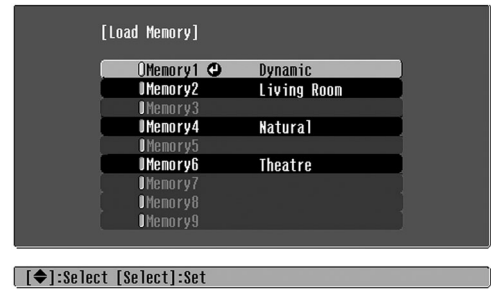 [Load Memory]
Memory1 Dynamic
Memory2 Living Room
Memory3
Memory4 Natural
Memory5
Memory6 Theatre
Memory7
Memory8
Memory9
[◆]:Select [Select]:Set